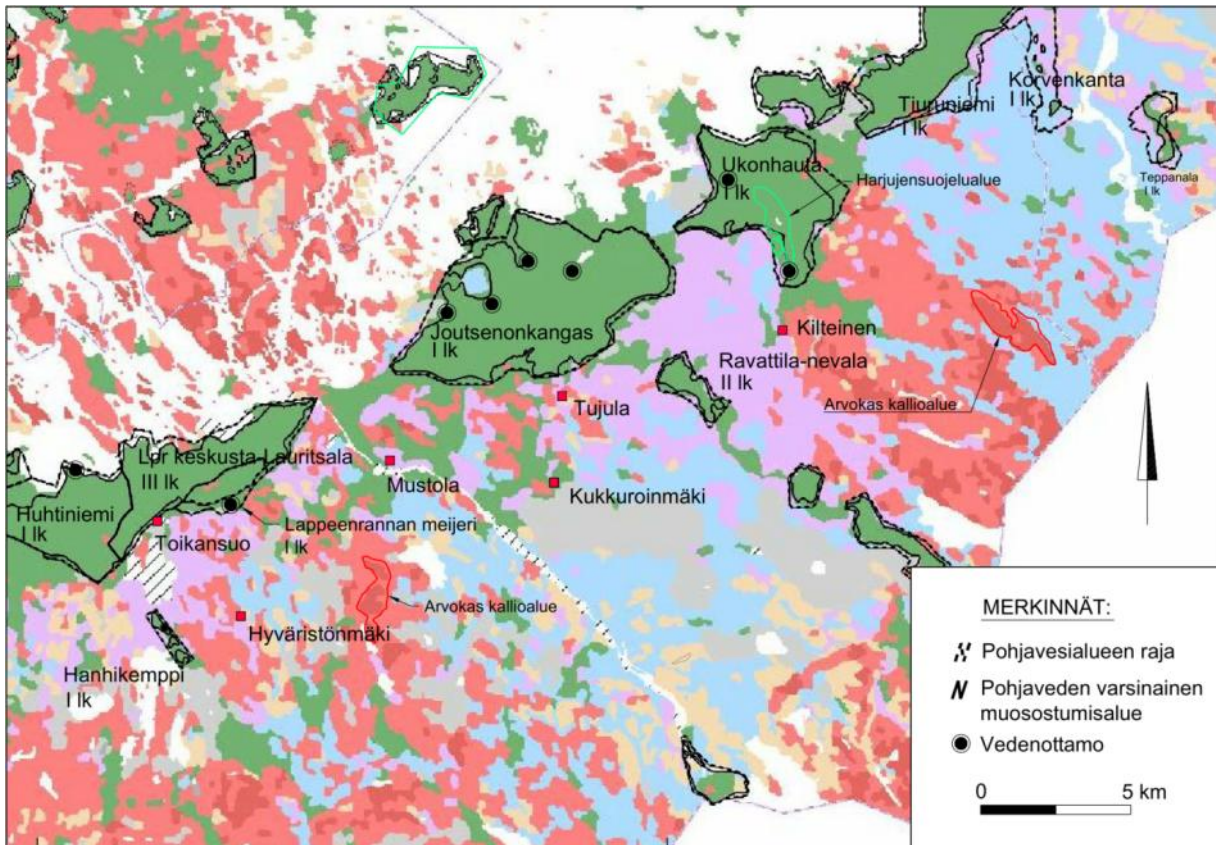 Korvenkanta
I lk
Tiuruniemi
I lk
Teppanala
I lk
Ukonhauta
I lk
Harjujensuojelualue
Joutsenonkangas
I lk
Kilteinen
Ravattila-nevala
II lk
Arvokas kallioalue
Tujula
Lpr keskusta-Lauritsala
III lk
Mustola
Kukkuroinmäki
Huhtiniemi
I lk
Toikansuo
Lappeenrannan meijeri
I lk
Arvokas kallioalue
Hyväristönmäki
Hanhikemppi
I lk
MERKINNÄT:
Pohjavesialueen raja
Pohjaveden varsinainen
muosostumisalue
Vedenottamo
0 5 km